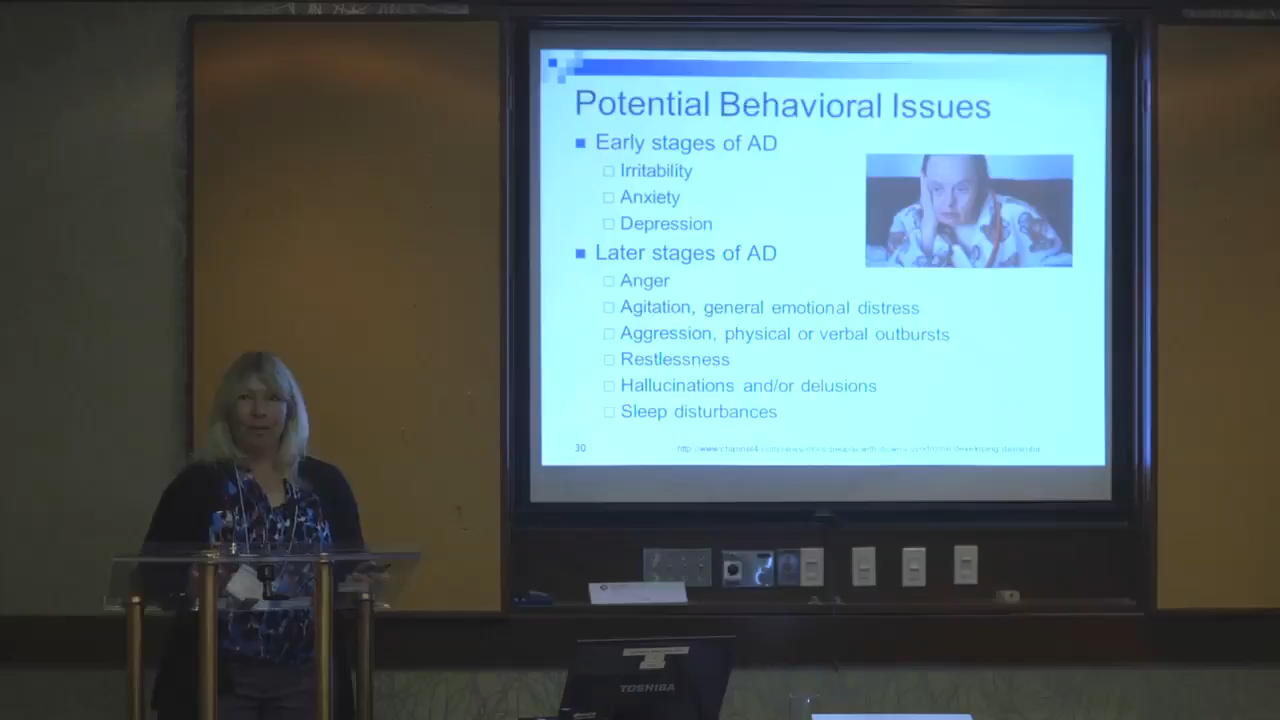 Potential Behavioral Issues
Early stages of AD
Irritability
Anxiety
Depression
Later stages of AD
Anger
Agitation, general emotional distress
Aggression, physical or verbal outbursts
Restlessness
Hallucinations and/or delusions
Sleep disturbances
30
TOSHIBA